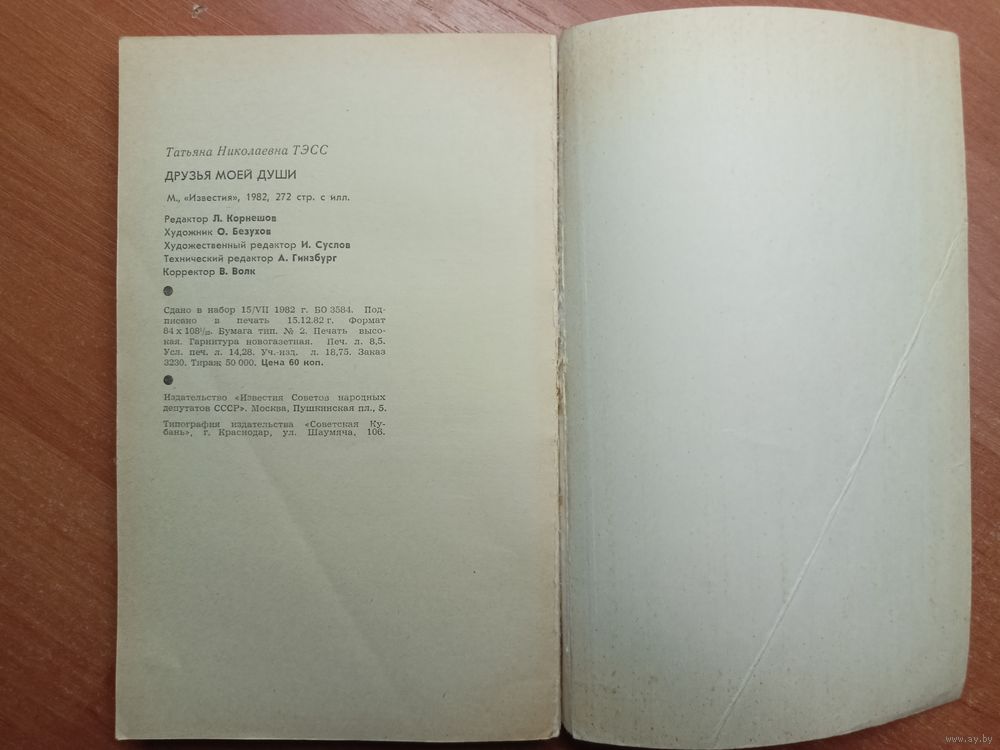 Татьяна Николаевна ТЭСС
ДРУЗЬЯ МОЕЙ ДУШИ
М., «Известия», 1982, 272 стр. с илл.
Редактор Л. Корнешов
Художник О. Безухов
Художественный редактор И. Суслов
Технический редактор А. Гинзбург
Корректор В. Волк
Сдано в набор 15/VII 1982 г. БО 3584. Под-
писано в печать 15.12.82 г. Формат
84 x 108¹/₃₂. Бумага тип. № 2. Печать высо-
кая. Гарнитура новогазетная. Печ. л. 8,5.
Усл. печ. л. 14,28. Уч.-изд. л. 18,75. Заказ
3230. Тираж 50 000. Цена 60 коп.
Издательство «Известия Советов народных
депутатов СССР». Москва, Пушкинская пл., 5.
Типография издательства «Советская Ку-
бань», г. Краснодар, ул. Шаумяча, 106.
www.ay.by